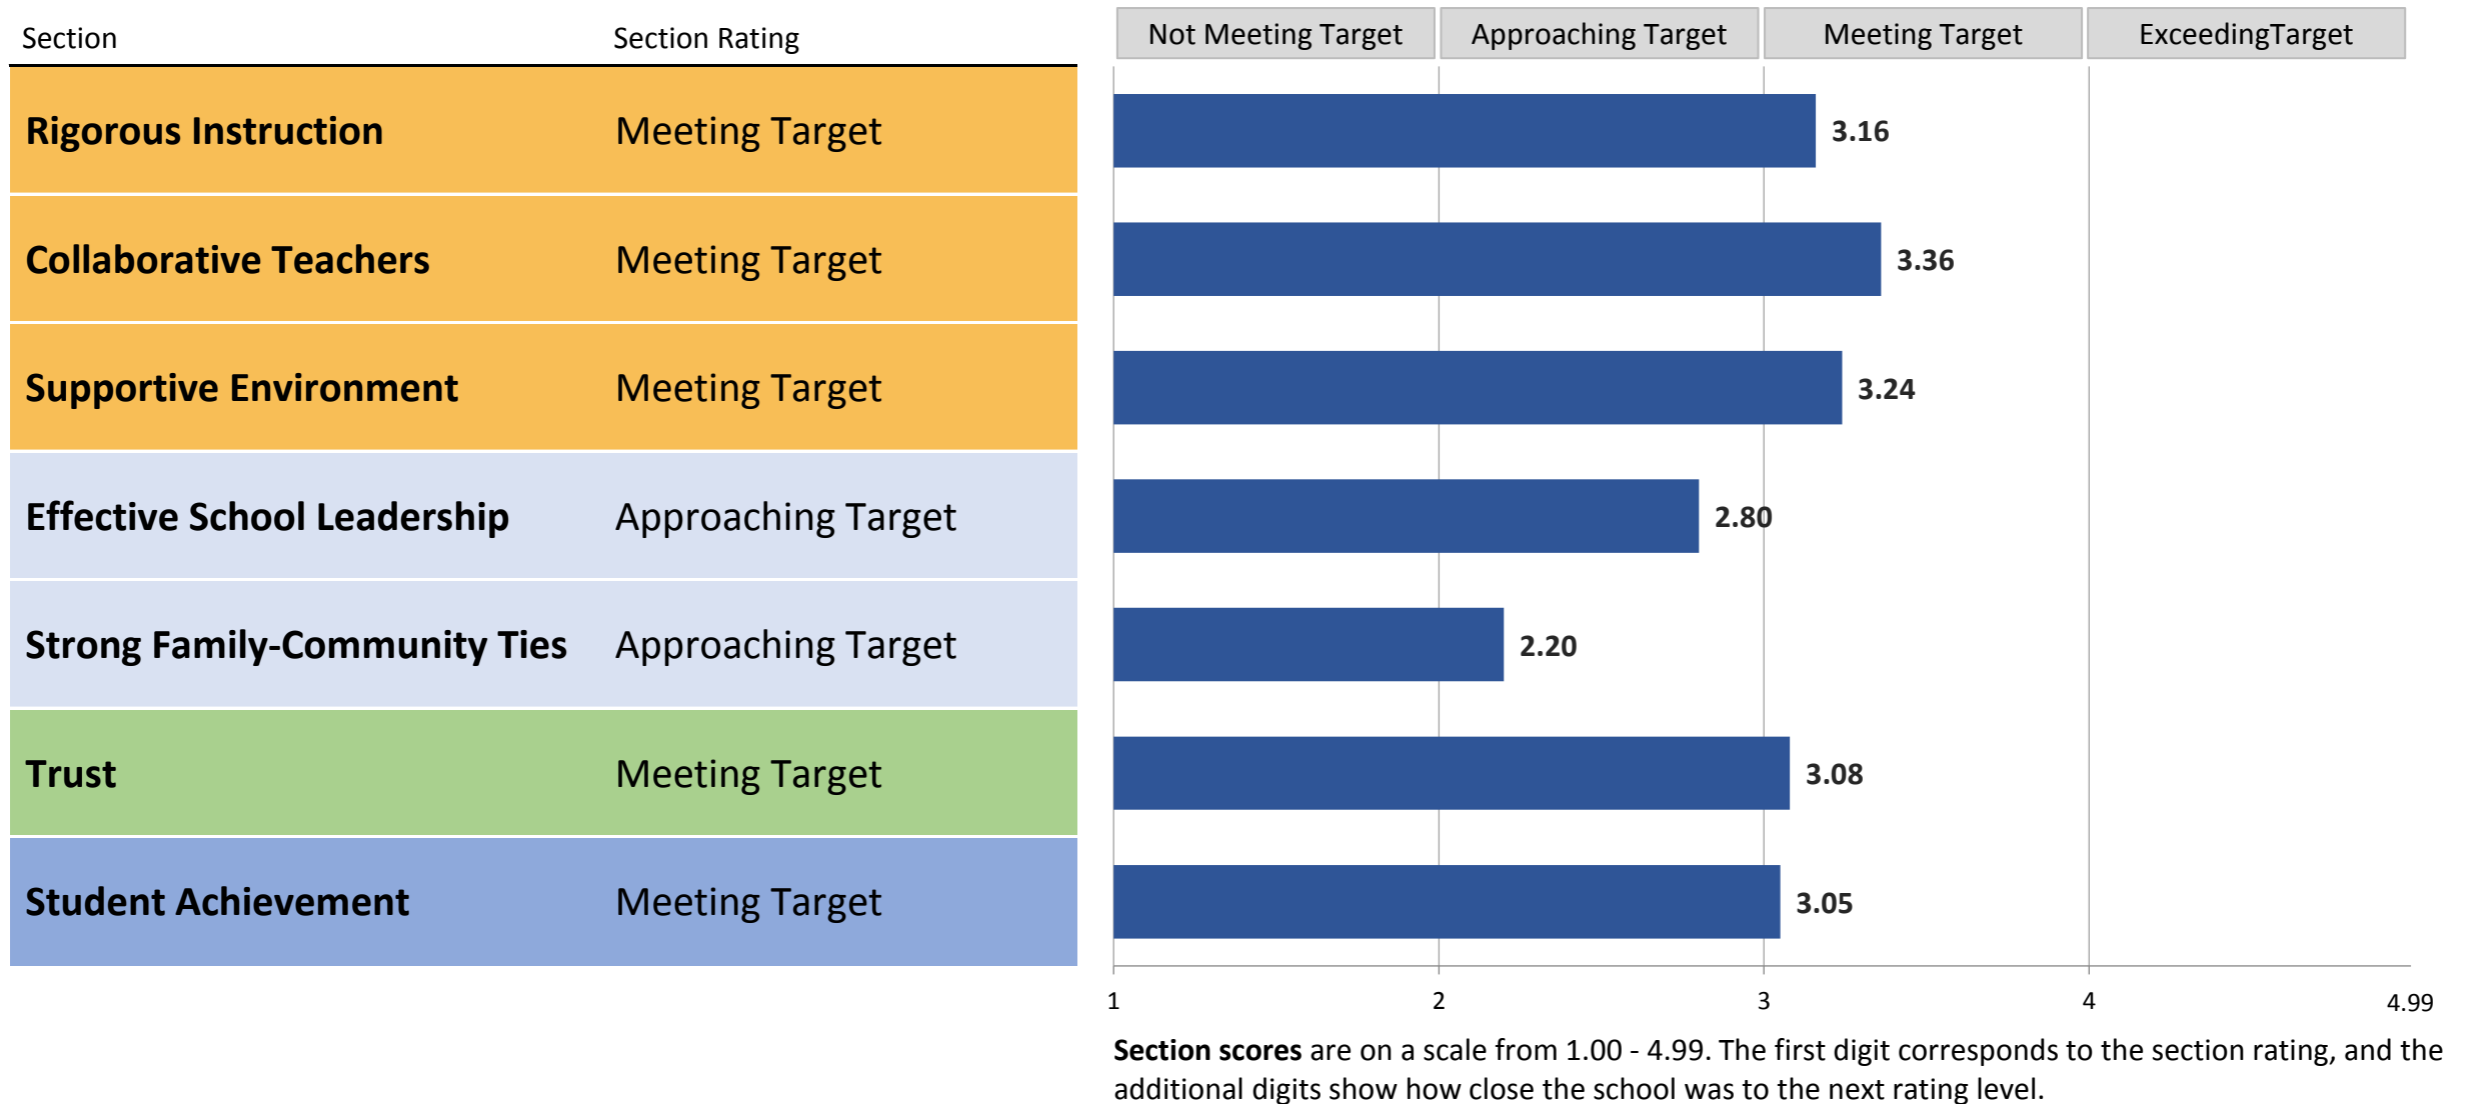 Section Section Rating Not Meeting Target Approaching Target Meeting Target ExceedingTarget
Rigorous Instruction Meeting Target 3.16
Collaborative Teachers Meeting Target 3.36
Supportive Environment Meeting Target 3.24
Effective School Leadership Approaching Target 2.80
Strong Family-Community Ties Approaching Target 2.20
Trust Meeting Target 3.08
Student Achievement Meeting Target 3.05
1 2 3 4 4.99
Section scores are on a scale from 1.00 - 4.99. The first digit corresponds to the section rating, and the
additional digits show how close the school was to the next rating level.